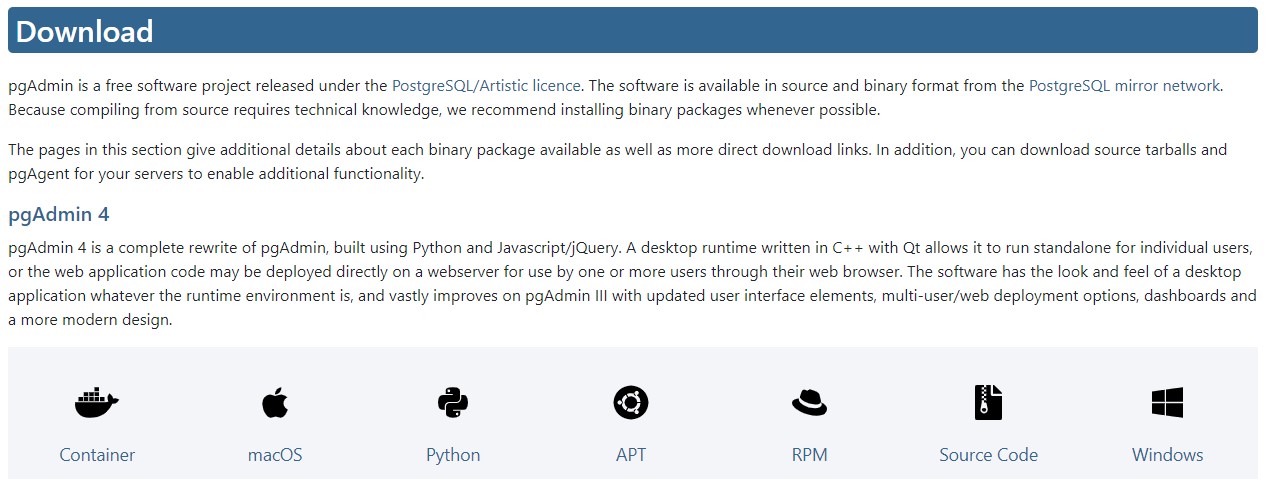 Download
pgAdmin is a free software project released under the PostgreSQL/Artistic licence. The software is available in source and binary format from the PostgreSQL mirror network.
Because compiling from source requires technical knowledge, we recommend installing binary packages whenever possible.
The pages in this section give additional details about each binary package available as well as more direct download links. In addition, you can download source tarballs and
pgAgent for your servers to enable additional functionality.
pgAdmin 4
pgAdmin 4 is a complete rewrite of pgAdmin, built using Python and Javascript/jQuery. A desktop runtime written in C++ with Qt allows it to run standalone for individual users,
or the web application code may be deployed directly on a webserver for use by one or more users through their web browser. The software has the look and feel of a desktop
application whatever the runtime environment is, and vastly improves on pgAdmin III with updated user interface elements, multi-user/web deployment options, dashboards and
a more modern design.
Container macOS Python APT RPM Source Code Windows